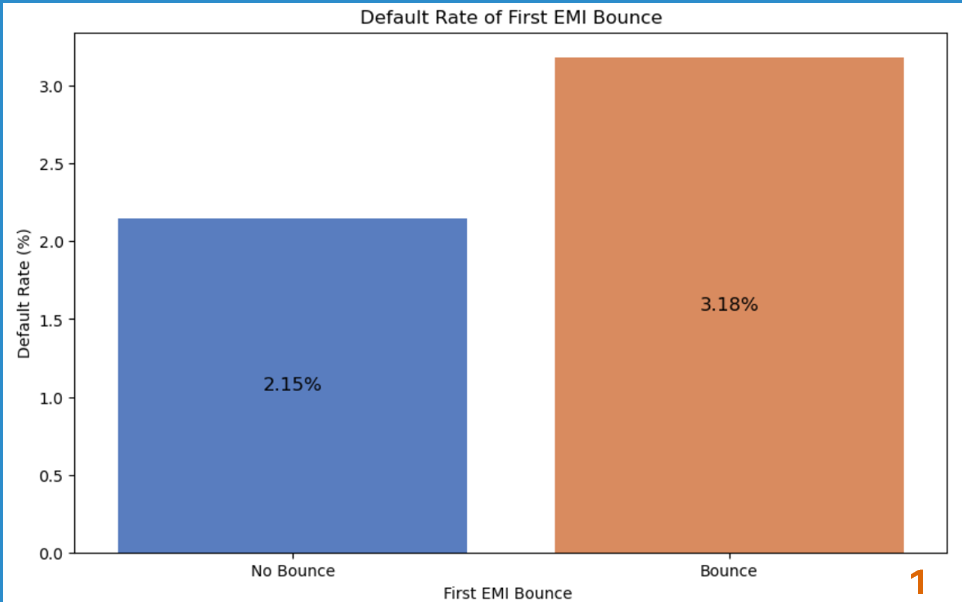 Default Rate of First EMI Bounce
3.0
2.5
2.0
1.5
1.0
0.5
0.0
Default Rate (%)
2.15%
3.18%
No Bounce
Bounce
First EMI Bounce
1